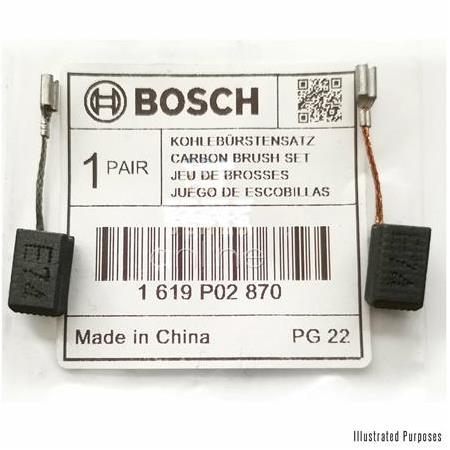 BOSCH
KOHLEBÜRSTENSATZ
1 PAIR
CARBON BRUSH SET
JEU DE BROSSES
JUEGO DE ESCOBILLAS
E74
1 619 P02 870
Made in China
PG 22
Illustrated Purposes